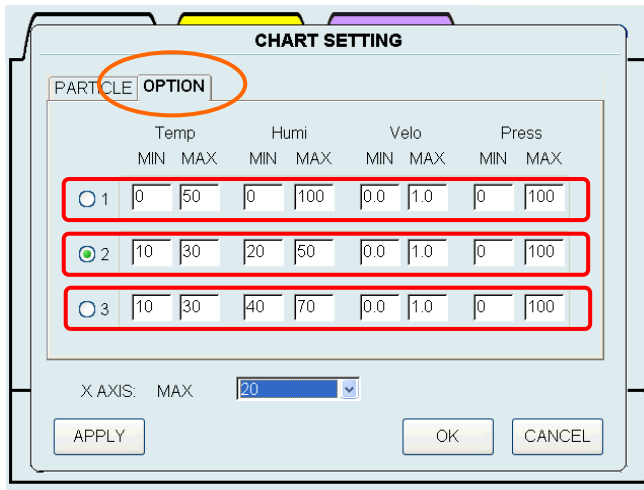 CHART SETTING
PARTICLE OPTION
Temp Humi Velo Press
MIN MAX MIN MAX MIN MAX MIN MAX
1 0 50 0 100 0.0 1.0 0 100
2 10 30 20 50 0.0 1.0 0 100
3 10 30 40 70 0.0 1.0 0 100
X AXIS: MAX 20
APPLY OK CANCEL